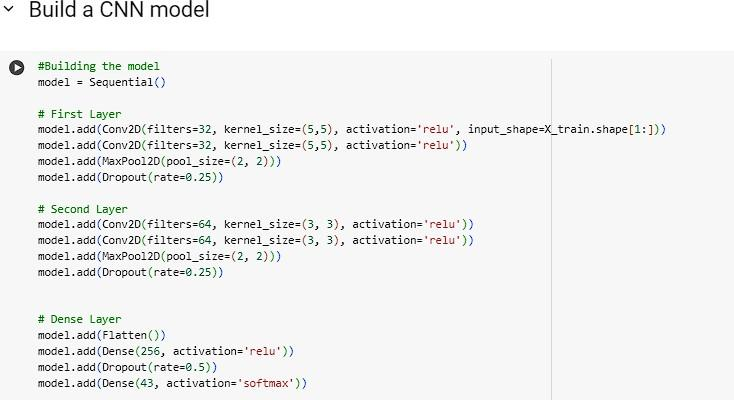 Build a CNN model
#Building the model
model = Sequential()
# First Layer
model.add(Conv2D(filters=32, kernel_size=(5,5), activation='relu', input_shape=X_train.shape[1:]))
model.add(Conv2D(filters=32, kernel_size=(5,5), activation='relu'))
model.add(MaxPool2D(pool_size=(2, 2)))
model.add(Dropout(rate=0.25))
# Second Layer
model.add(Conv2D(filters=64, kernel_size=(3, 3), activation='relu'))
model.add(Conv2D(filters=64, kernel_size=(3, 3), activation='relu'))
model.add(MaxPool2D(pool_size=(2, 2)))
model.add(Dropout(rate=0.25))
# Dense Layer
model.add(Flatten())
model.add(Dense(256, activation='relu'))
model.add(Dropout(rate=0.5))
model.add(Dense(43, activation='softmax'))